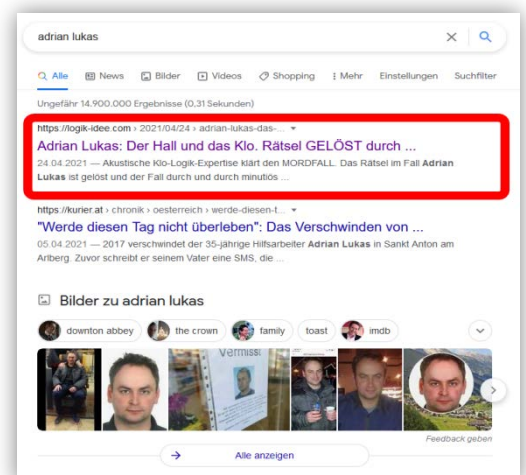 adrian lukas
Alle News Bilder Videos Shopping Mehr Einstellungen Suchfilter
Ungefähr 14.900.000 Ergebnisse (0,31 Sekunden)
https://logik-idee.com › 2021/04/24 › adrian-lukas-das-...
Adrian Lukas: Der Hall und das Klo. Rätsel GELÖST durch ...
24.04.2021 — Akustische Klo-Logik-Expertise klärt den MORDFALL. Das Rätsel im Fall Adrian
Lukas ist gelöst und der Fall durch und durch minutiös ...
https://kurier.at › chronik › oesterreich › werde-diesen-t...
"Werde diesen Tag nicht überleben": Das Verschwinden von ...
05.04.2021 — 2017 verschwindet der 35-jährige Hilfsarbeiter Adrian Lukas in Sankt Anton am
Arlberg. Zuvor schreibt er seinem Vater eine SMS, die ...
Bilder zu adrian lukas
downton abbey the crown family toast imdb
Vermisst
Feedback geben
Alle anzeigen